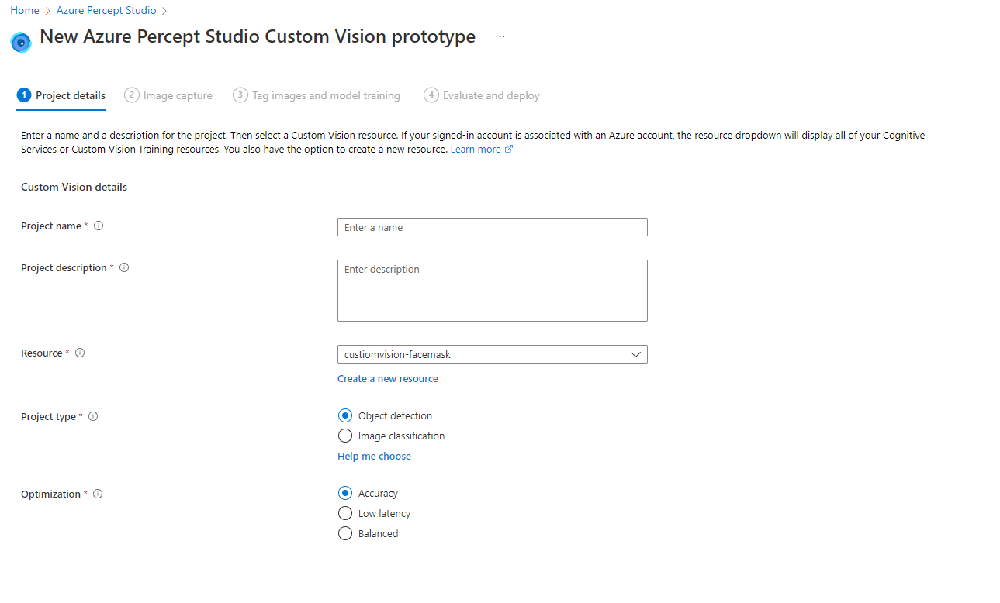 Home > Azure Percept Studio >
New Azure Percept Studio Custom Vision prototype ...
1 Project details 2 Image capture 3 Tag images and model training 4 Evaluate and deploy
Enter a name and a description for the project. Then select a Custom Vision resource. If your signed-in account is associated with an Azure account, the resource dropdown will display all of your Cognitive
Services or Custom Vision Training resources. You also have the option to create a new resource. Learn more
Custom Vision details
Project name *
Enter a name
Project description *
Enter description
Resource *
custiomvision-facemask
Create a new resource
Project type *
Object detection
Image classification
Help me choose
Optimization *
Accuracy
Low latency
Balanced